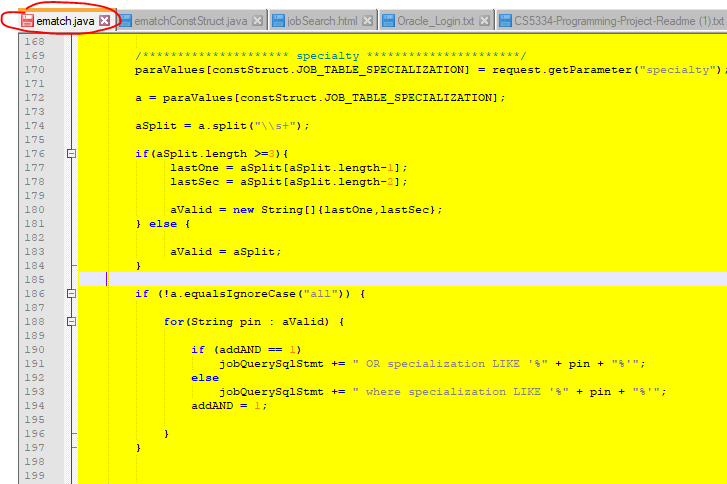 ematch.java ematchConstStruct.java jobSearch.html Oracle_Login.txt CS5334-Programming-Project-Readme (1).txt
168
169 /********************* specialty **********************/
170 paraValues[constStruct.JOB_TABLE_SPECIALIZATION] = request.getParameter("specialty");
171
172 a = paraValues[constStruct.JOB_TABLE_SPECIALIZATION];
173
174 aSplit = a.split("\\s+");
175
176 if(aSplit.length >=3){
177 lastOne = aSplit[aSplit.length-1];
178 lastSec = aSplit[aSplit.length-2];
179
180 aValid = new String[]{lastOne,lastSec};
181 } else {
182
183 aValid = aSplit;
184 }
185
186 if (!a.equalsIgnoreCase("all")) {
187
188 for(String pin : aValid) {
189
190 if (addAND == 1)
191 jobQuerySqlStmt += " OR specialization LIKE '%" + pin + "%'";
192 else
193 jobQuerySqlStmt += " where specialization LIKE '%" + pin + "%'";
194 addAND = 1;
195
196 }
197 }
198
199